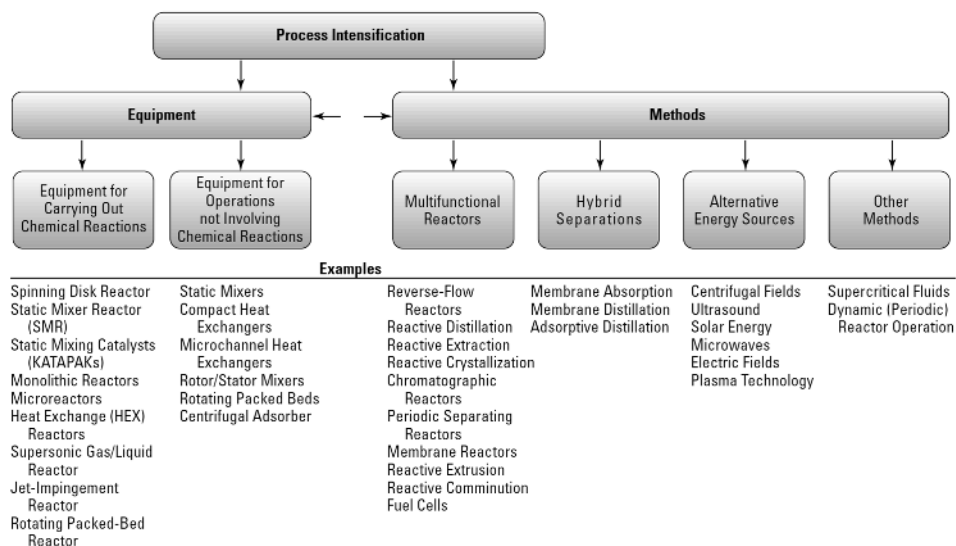 Process Intensification
Equipment
Methods
Equipment for
Carrying Out
Chemical Reactions
Equipment for
Operations
not Involving
Chemical Reactions
Multifunctional
Reactors
Hybrid
Separations
Alternative
Energy Sources
Other
Methods
Examples
Spinning Disk Reactor
Static Mixer Reactor
(SMR)
Static Mixing Catalysts
(KATAPAKs)
Monolithic Reactors
Microreactors
Heat Exchange (HEX)
Reactors
Supersonic Gas/Liquid
Reactor
Jet-Impingement
Reactor
Rotating Packed-Bed
Reactor
Static Mixers
Compact Heat
Exchangers
Microchannel Heat
Exchangers
Rotor/Stator Mixers
Rotating Packed Beds
Centrifugal Adsorber
Reverse-Flow
Reactors
Reactive Distillation
Reactive Extraction
Reactive Crystallization
Chromatographic
Reactors
Periodic Separating
Reactors
Membrane Reactors
Reactive Extrusion
Reactive Comminution
Fuel Cells
Membrane Absorption
Membrane Distillation
Adsorptive Distillation
Centrifugal Fields
Ultrasound
Solar Energy
Microwaves
Electric Fields
Plasma Technology
Supercritical Fluids
Dynamic (Periodic)
Reactor Operation